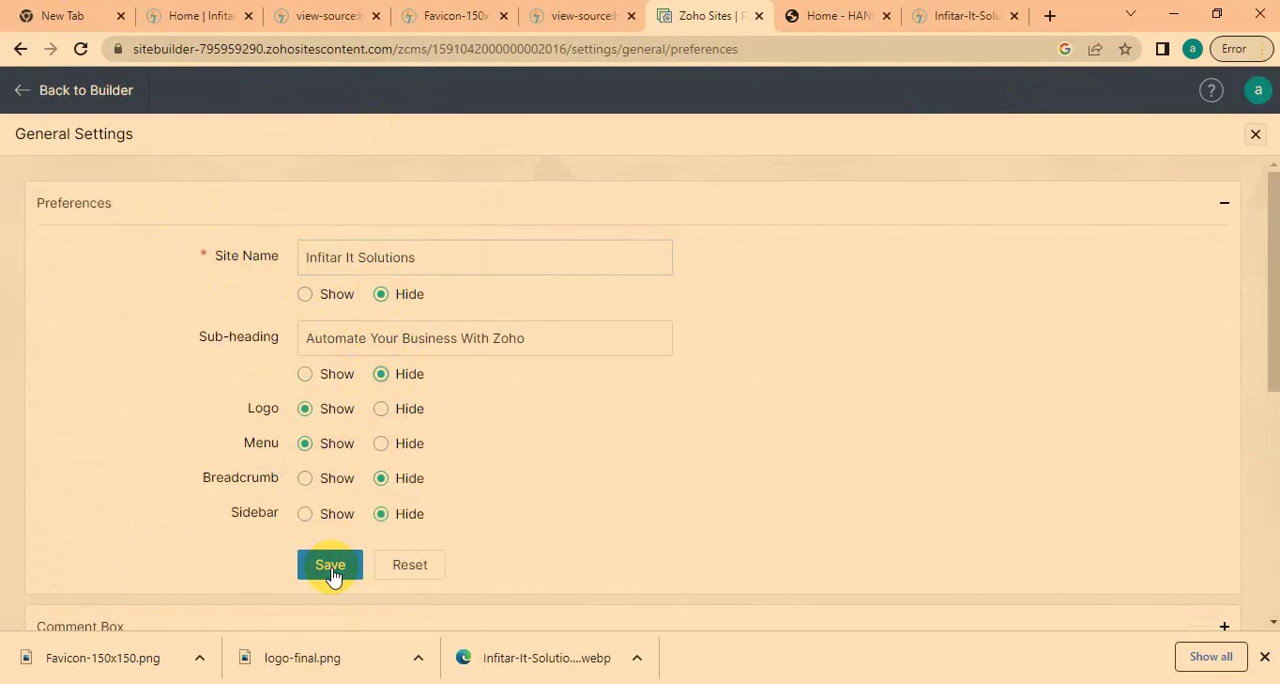 New Tab
Home | Infita
view-source:h
Favicon-150x
view-source:h
Zoho Sites | P
Home - HAN
Infitar-It-Solu
sitebuilder-795959290.zohositescontent.com/zcms/1591042000000002016/settings/general/preferences
a
Error
Back to Builder
?
a
General Settings
Preferences
* Site Name
Infitar It Solutions
Show
Hide
Sub-heading
Automate Your Business With Zoho
Show
Hide
Logo
Show
Hide
Menu
Show
Hide
Breadcrumb
Show
Hide
Sidebar
Show
Hide
Save
Reset
Comment Box
Favicon-150x150.png
logo-final.png
Infitar-It-Solutio....webp
Show all